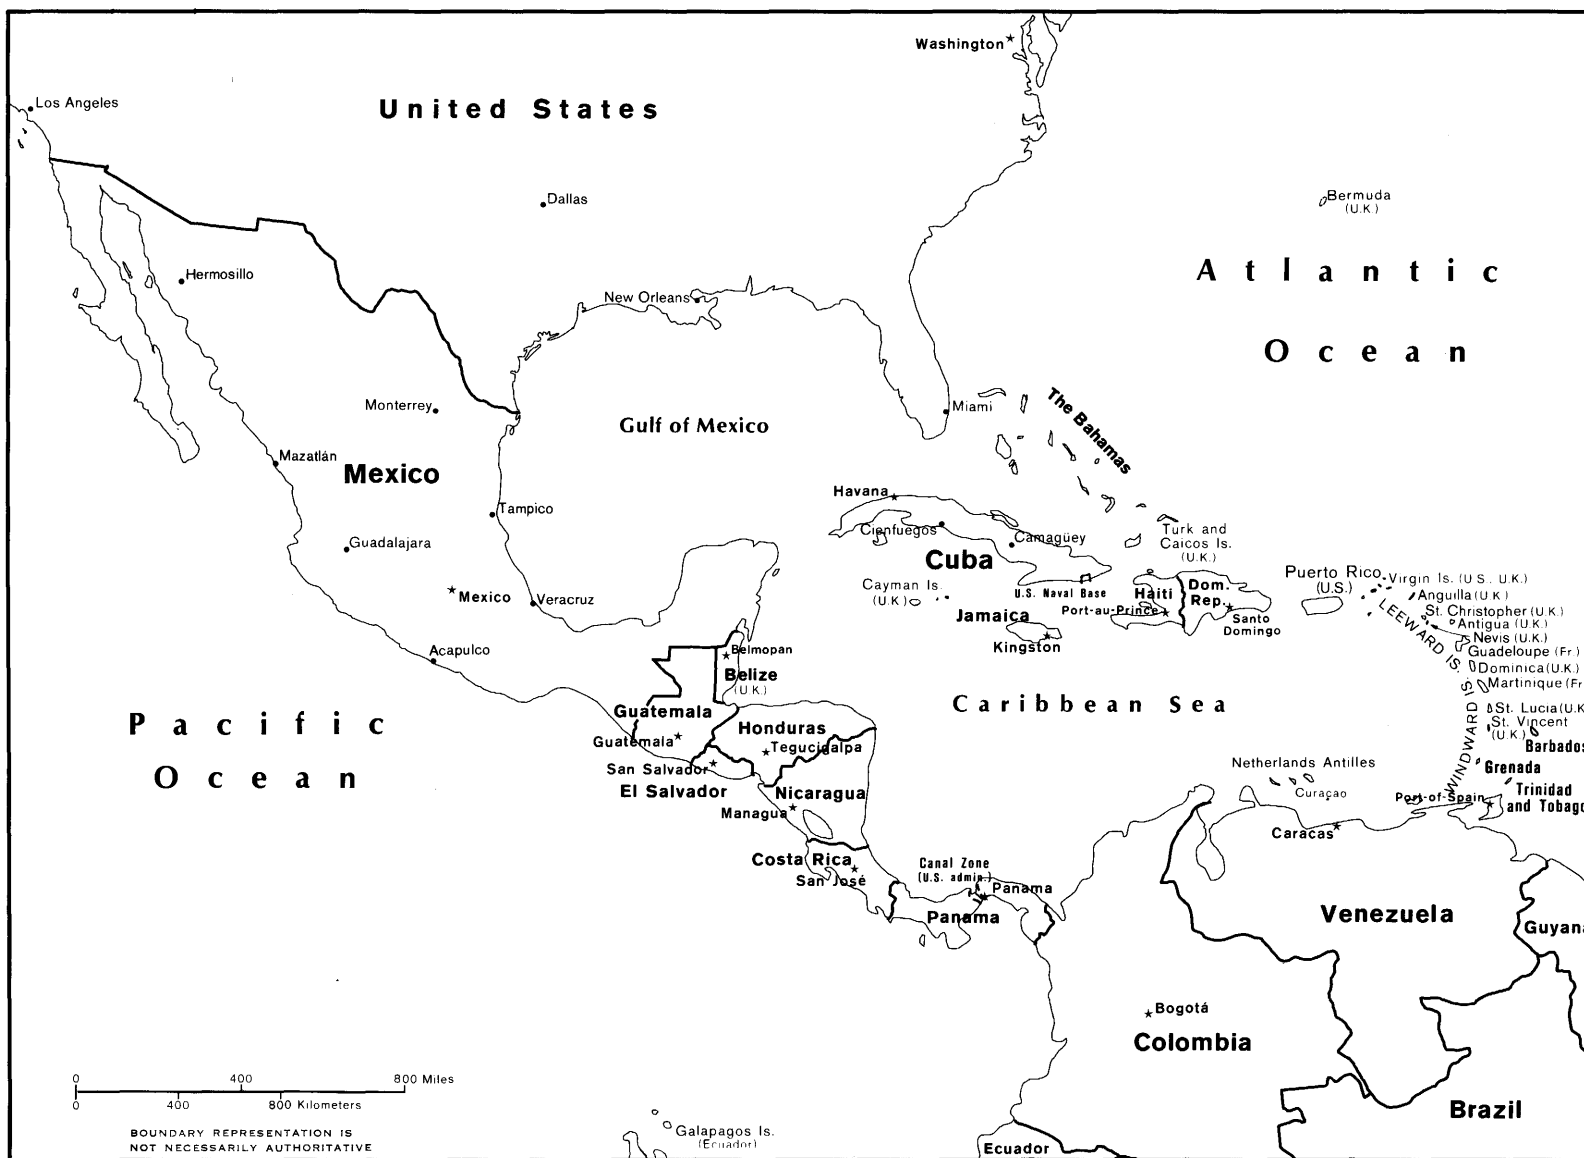 Washington
Los Angeles
United States
Dallas
Bermuda
(U.K.)
Hermosillo
Atlantic
Ocean
New Orleans
Monterrey
Miami
The Bahamas
Gulf of Mexico
Mazatlán
Mexico
Havana
Tampico
Cienfuegos
Camagüey
Turk and
Caicos Is.
(U.K.)
Guadalajara
Cuba
Cayman Is.
(U.K.)
U.S. Naval Base
Haiti
Dom.
Rep.
Puerto Rico
(U.S.)
Virgin Is. (U.S., U.K.)
Anguilla (U.K.)
St. Christopher (U.K.)
Antigua (U.K.)
Nevis (U.K.)
Guadeloupe (Fr.)
Dominica (U.K.)
Martinique (Fr
St. Lucia (U.K
St. Vincent
(U.K.)
Barbados
Grenada
Trinidad
and Tobago
LEEWARD IS.
WINDWARD IS.
Mexico
Veracruz
Jamaica
Port-au-Prince
Santo
Domingo
Kingston
Acapulco
Belmopan
Belize
(U.K.)
Caribbean Sea
Pacific
Ocean
Guatemala
Guatemala
Honduras
Tegucigalpa
San Salvador
El Salvador
Nicaragua
Managua
Netherlands Antilles
Curaçao
Port-of-Spain
Caracas
Costa Rica
San José
Canal Zone
(U.S. admin.)
Panama
Panama
Venezuela
Guyana
Bogotá
Colombia
Brazil
0 400 800 Miles
0 400 800 Kilometers
BOUNDARY REPRESENTATION IS
NOT NECESSARILY AUTHORITATIVE
Galapagos Is.
(Ecuador)
Ecuador